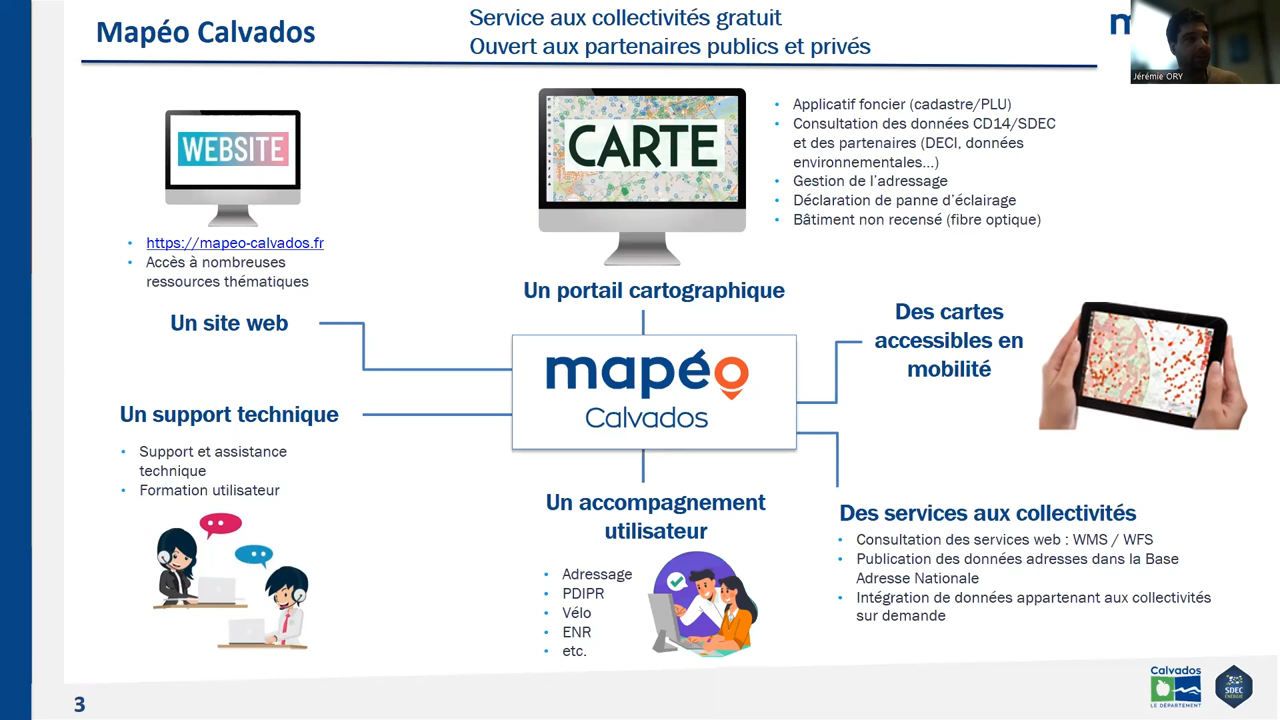 Mapéo Calvados
Service aux collectivités gratuit
Ouvert aux partenaires publics et privés
m
Jérémie ORY
WEBSITE
• https://mapeo-calvados.fr
• Accès à nombreuses
ressources thématiques
Un site web
CARTE
• Applicatif foncier (cadastre/PLU)
• Consultation des données CD14/SDEC
et des partenaires (DECI, données
environnementales…)
• Gestion de l’adressage
• Déclaration de panne d’éclairage
• Bâtiment non recensé (fibre optique)
Un portail cartographique
Des cartes
accessibles en
mobilité
mapéo
Calvados
Un support technique
• Support et assistance
technique
• Formation utilisateur
Un accompagnement
utilisateur
• Adressage
• PDIPR
• Vélo
• ENR
• etc.
Des services aux collectivités
• Consultation des services web : WMS / WFS
• Publication des données adresses dans la Base
Adresse Nationale
• Intégration de données appartenant aux collectivités
sur demande
3
Calvados
LE DÉPARTEMENT
SDEC
ÉNERGIE